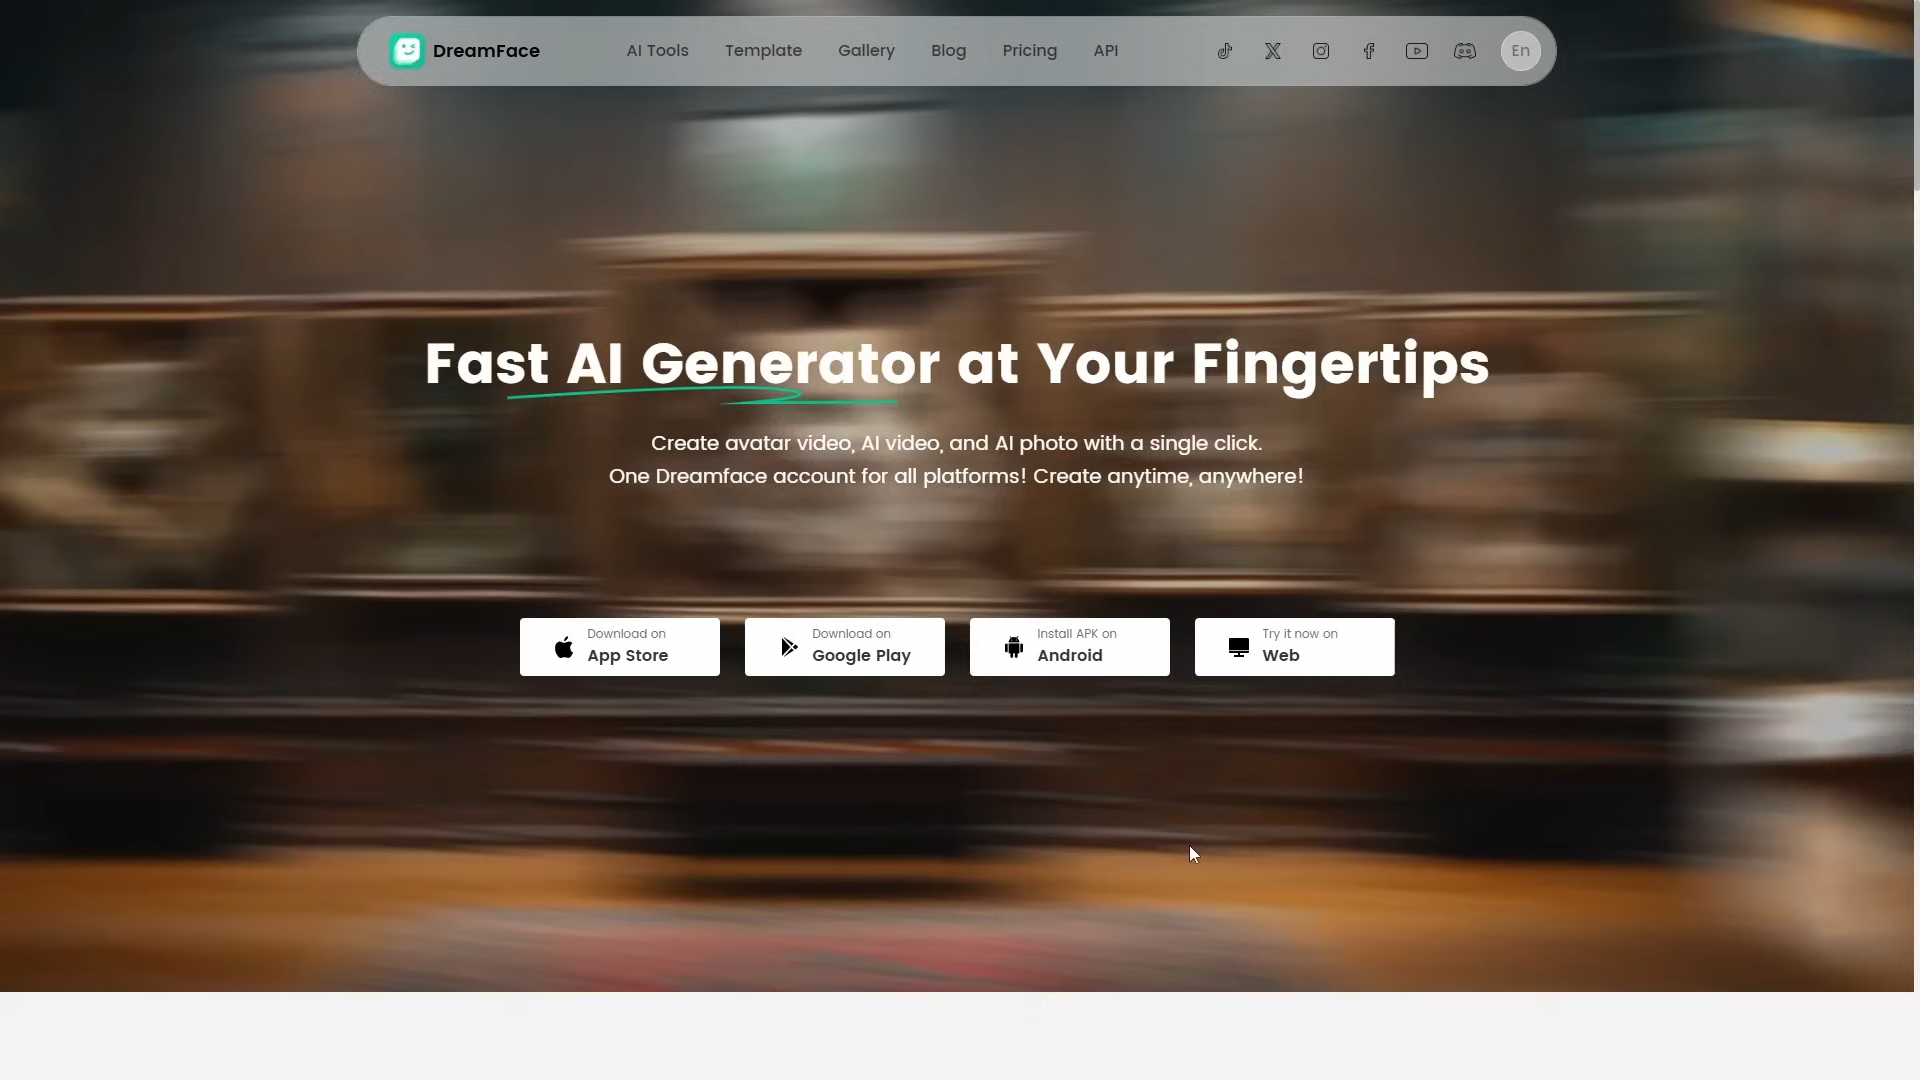 DreamFace
AI Tools
Template
Gallery
Blog
Pricing
API
En
Fast AI Generator at Your Fingertips
Create avatar video, AI video, and AI photo with a single click.
One Dreamface account for all platforms! Create anytime, anywhere!
Download on
App Store
Download on
Google Play
Install APK on
Android
Try it now on
Web